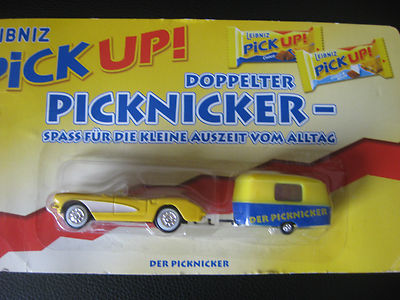 LEIBNIZ
PiCK UP!
LEIBNIZ
PiCK UP!
Choco
PiCK UP!
DOPPELTER
PICKNICKER–
SPASS FÜR DIE KLEINE AUSZEIT VOM ALLTAG
DER PICKNICKER
DER PICKNICKER